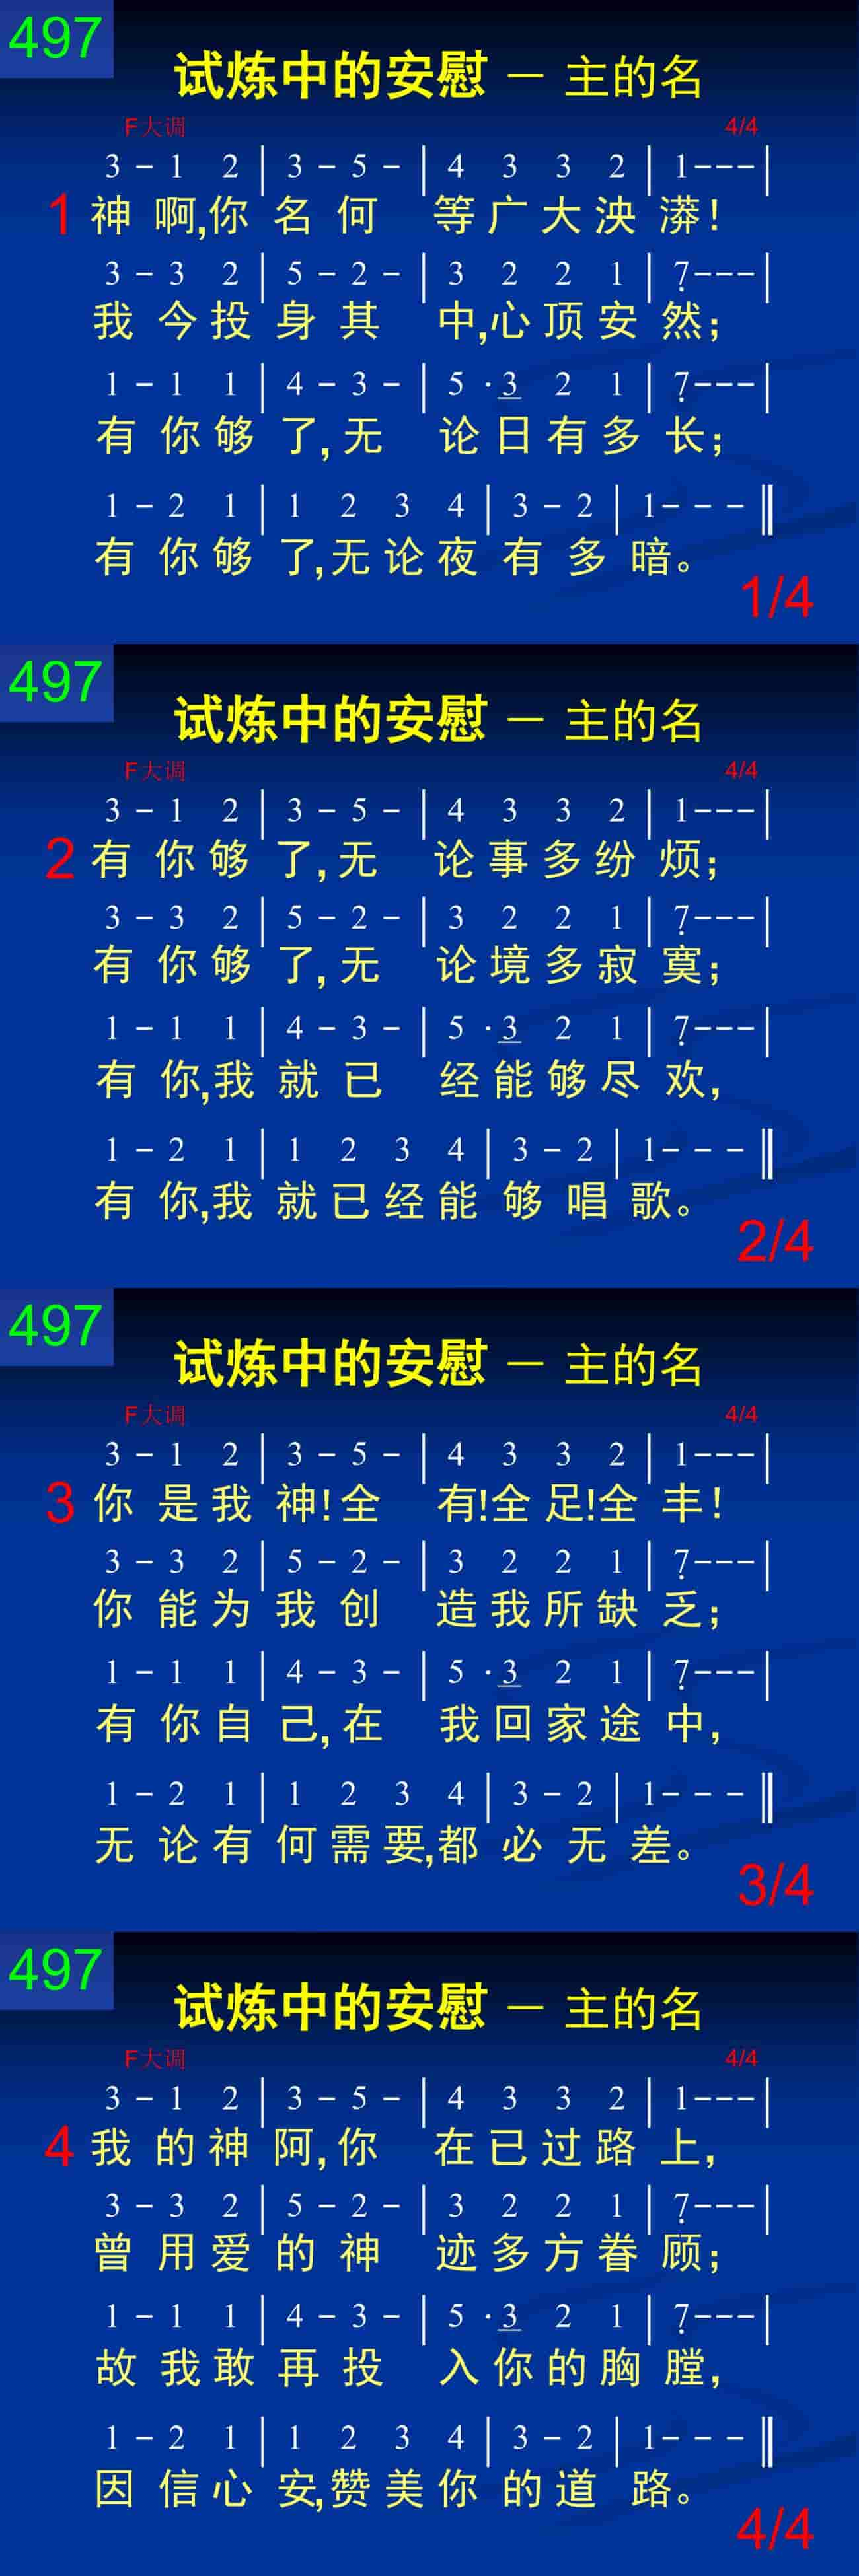 497
试炼中的安慰 — 主的名
F大调 4/4
3 - 1 2 | 3 - 5 - | 4 3 3 2 | 1 - - - |
1 神啊,你名何等广大泱漭!
3 - 3 2 | 5 - 2 - | 3 2 2 1 | 7̣ - - - |
我今投身其中,心顶安然;
1 - 1 1 | 4 - 3 - | 5 · 3̲ 2 1 | 7̣ - - - |
有你够了,无论日有多长;
1 - 2 1 | 1 2 3 4 | 3 - 2 | 1 - - - ‖
有你够了,无论夜有多暗。
1/4
497
试炼中的安慰 — 主的名
F大调 4/4
3 - 1 2 | 3 - 5 - | 4 3 3 2 | 1 - - - |
2 有你够了,无论事多纷烦;
3 - 3 2 | 5 - 2 - | 3 2 2 1 | 7̣ - - - |
有你够了,无论境多寂寞;
1 - 1 1 | 4 - 3 - | 5 · 3̲ 2 1 | 7̣ - - - |
有你,我就已经能够尽欢,
1 - 2 1 | 1 2 3 4 | 3 - 2 | 1 - - - ‖
有你,我就已经能够唱歌。
2/4
497
试炼中的安慰 — 主的名
F大调 4/4
3 - 1 2 | 3 - 5 - | 4 3 3 2 | 1 - - - |
3 你是我神!全有!全足!全丰!
3 - 3 2 | 5 - 2 - | 3 2 2 1 | 7̣ - - - |
你能为我创造我所缺乏;
1 - 1 1 | 4 - 3 - | 5 · 3̲ 2 1 | 7̣ - - - |
有你自己,在我回家途中,
1 - 2 1 | 1 2 3 4 | 3 - 2 | 1 - - - ‖
无论有何需要,都必无差。
3/4
497
试炼中的安慰 — 主的名
F大调 4/4
3 - 1 2 | 3 - 5 - | 4 3 3 2 | 1 - - - |
4 我的神阿,你在已过路上,
3 - 3 2 | 5 - 2 - | 3 2 2 1 | 7̣ - - - |
曾用爱的神迹多方眷顾;
1 - 1 1 | 4 - 3 - | 5 · 3̲ 2 1 | 7̣ - - - |
故我敢再投入你的胸膛,
1 - 2 1 | 1 2 3 4 | 3 - 2 | 1 - - - ‖
因信心安,赞美你的道路。
4/4